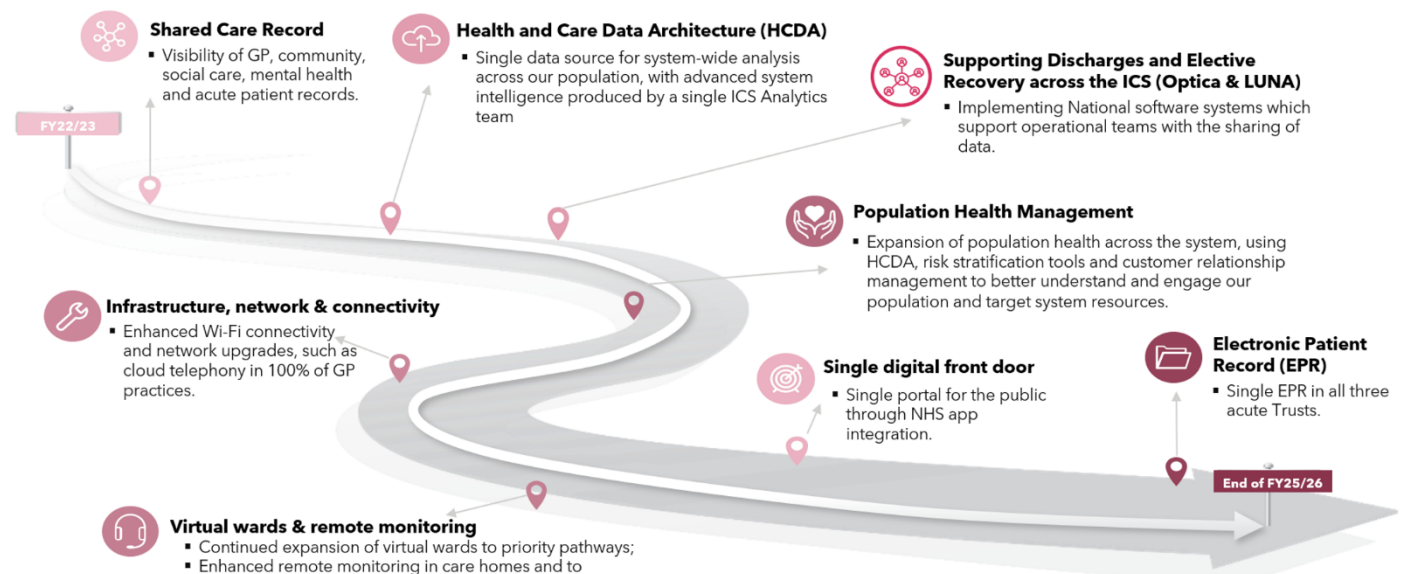 Shared Care Record
▪ Visibility of GP, community,
social care, mental health
and acute patient records.
FY22/23
Health and Care Data Architecture (HCDA)
▪ Single data source for system-wide analysis
across our population, with advanced system
intelligence produced by a single ICS Analytics
team
Supporting Discharges and Elective
Recovery across the ICS (Optica & LUNA)
▪ Implementing National software systems which
support operational teams with the sharing of
data.
Population Health Management
▪ Expansion of population health across the system, using
HCDA, risk stratification tools and customer relationship
management to better understand and engage our
population and target system resources.
Infrastructure, network & connectivity
▪ Enhanced Wi-Fi connectivity
and network upgrades, such as
cloud telephony in 100% of GP
practices.
Single digital front door
▪ Single portal for the public
through NHS app
integration.
Electronic Patient
Record (EPR)
▪ Single EPR in all three
acute Trusts.
End of FY25/26
Virtual wards & remote monitoring
▪ Continued expansion of virtual wards to priority pathways;
▪ Enhanced remote monitoring in care homes and to